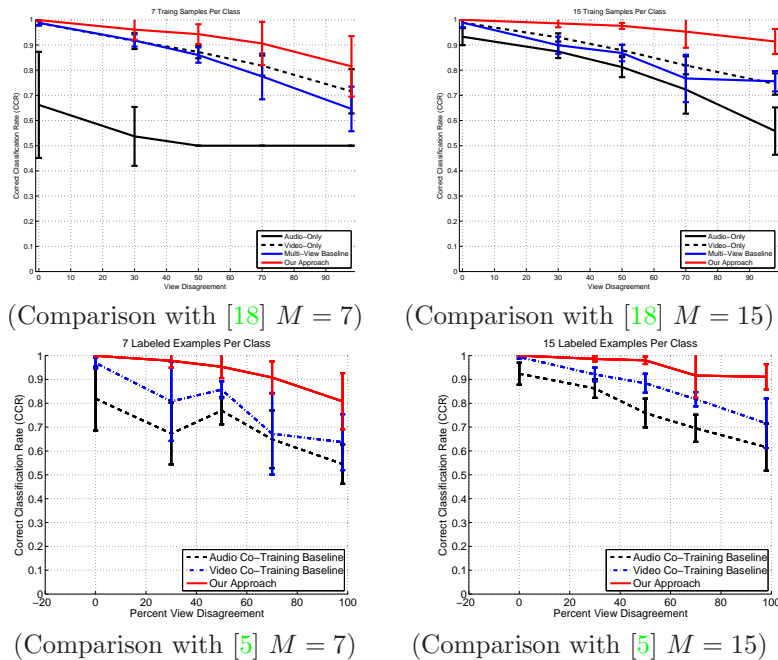 7 Traing Samples Per Class
15 Traing Samples Per Class
Correct Classification Rate (CCR)
1
0.9
0.8
0.7
0.6
0.5
0.4
0.3
0.2
0.1
0
0 10 20 30 40 50 60 70 80 90
View Disagreement
Audio-Only
Video-Only
Multi-View Baseline
Our Approach
Correct Classification Rate (CCR)
1
0.9
0.8
0.7
0.6
0.5
0.4
0.3
0.2
0.1
0
0 10 20 30 40 50 60 70 80 90
View Disagreement
Audio-Only
Video-Only
Multi-View Baseline
Our Approach
(Comparison with [18] M = 7)
(Comparison with [18] M = 15)
7 Labeled Examples Per Class
15 Labeled Examples Per Class
Correct Classification Rate (CCR)
1
0.9
0.8
0.7
0.6
0.5
0.4
0.3
0.2
0.1
0
−20 0 20 40 60 80 100
Percent View Disagreement
Audio Co-Training Baseline
Video Co-Training Baseline
Our Approach
Correct Classification Rate (CCR)
1
0.9
0.8
0.7
0.6
0.5
0.4
0.3
0.2
0.1
0
−20 0 20 40 60 80 100
Percent View Disagreement
Audio Co-Training Baseline
Video Co-Training Baseline
Our Approach
(Comparison with [5] M = 7)
(Comparison with [5] M = 15)